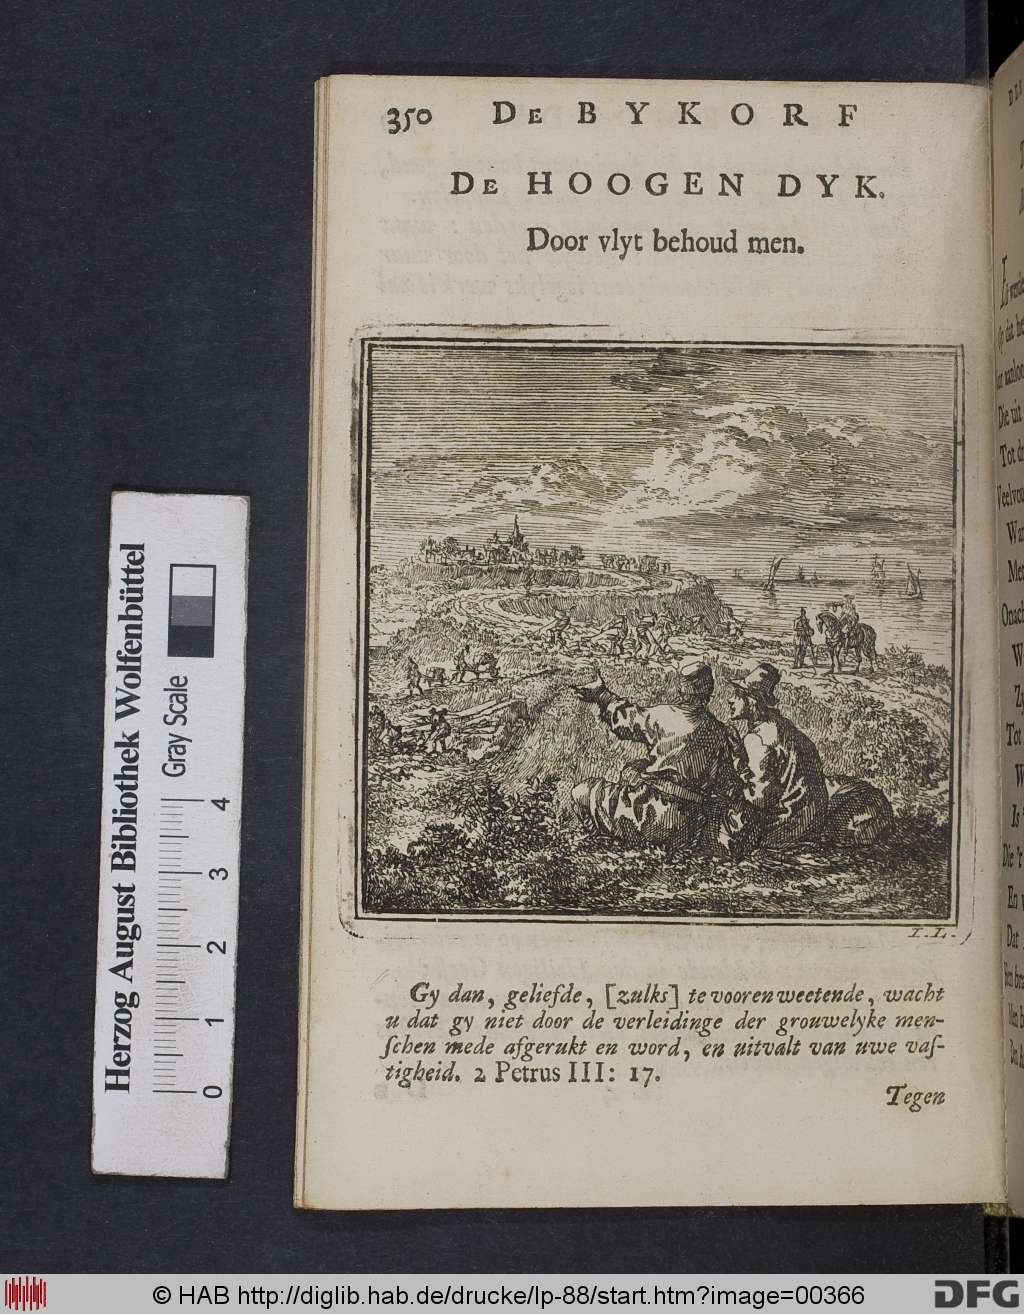 350 De BYKORF
De HOOGEN DYK.
Door vlyt behoud men.
I. L.
Gy dan, geliefde, [zulks] te vooren weetende, wacht
u dat gy niet door de verleidinge der grouwelyke men-
ſchen mede afgerukt en word, en uitvalt van uwe vaſ-
tigheid. 2 Petrus III: 17.
Tegen
Herzog August Bibliothek Wolfenbüttel
Gray Scale
0 1 2 3 4
© HAB http://diglib.hab.de/drucke/lp-88/start.htm?image=00366
DFG